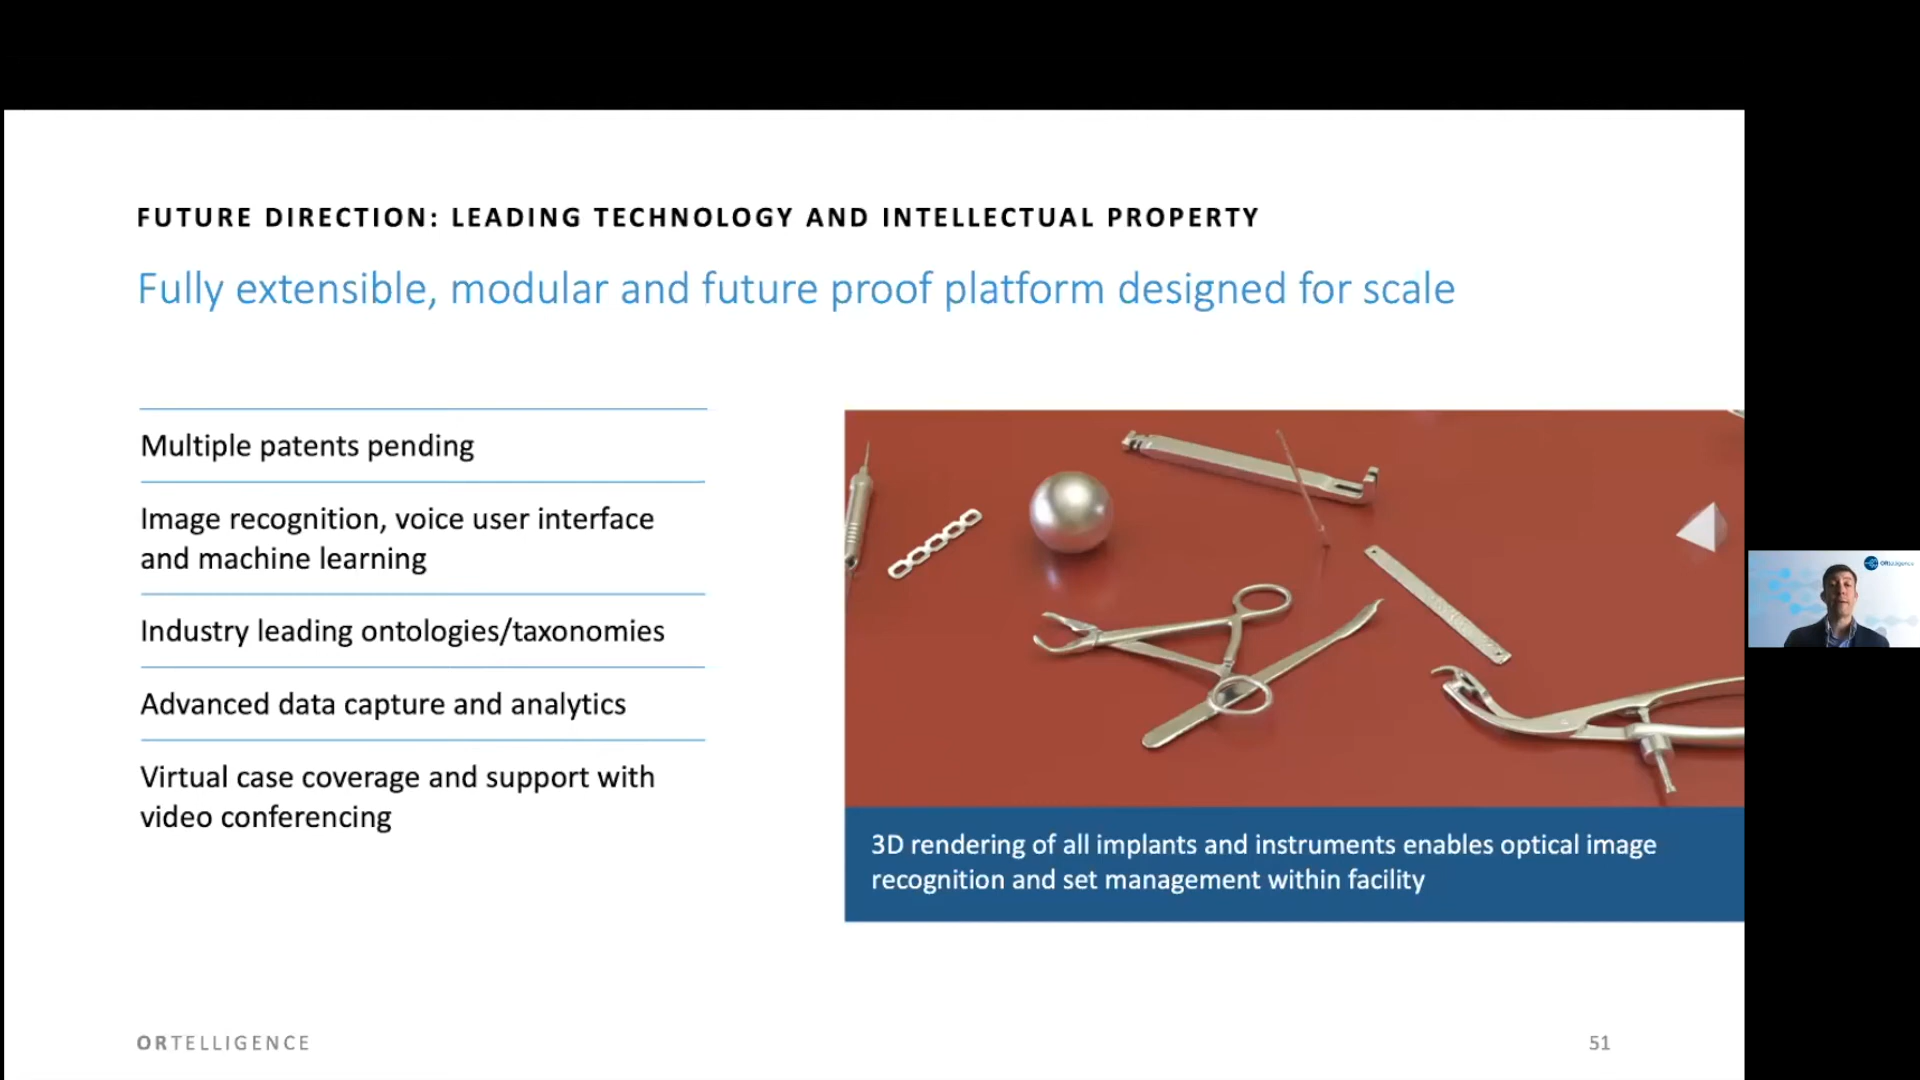 FUTURE DIRECTION: LEADING TECHNOLOGY AND INTELLECTUAL PROPERTY
Fully extensible, modular and future proof platform designed for scale
Multiple patents pending
Image recognition, voice user interface
and machine learning
Industry leading ontologies/taxonomies
Advanced data capture and analytics
Virtual case coverage and support with
video conferencing
3D rendering of all implants and instruments enables optical image
recognition and set management within facility
ORtelligence
ORTELLIGENCE
51